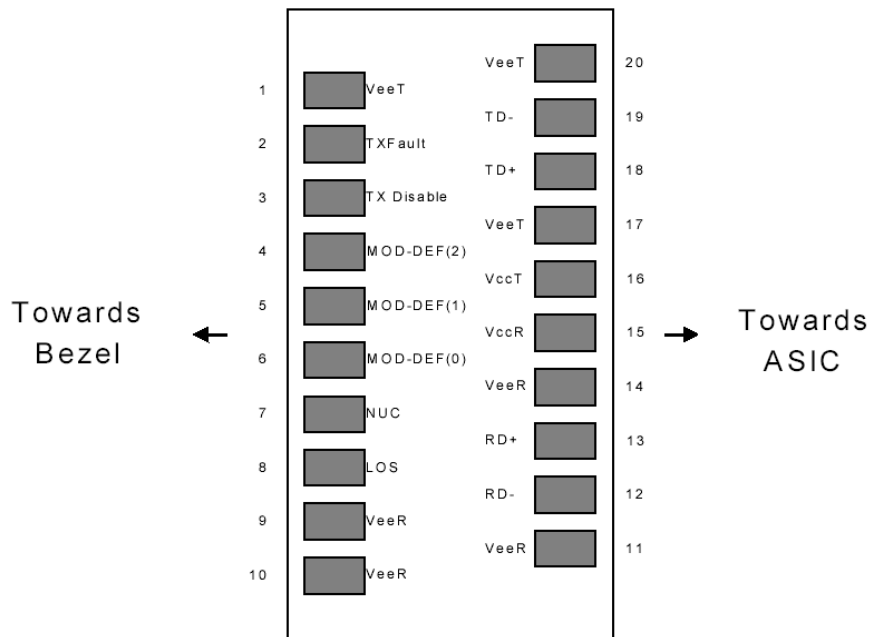 VeeT 20
1 VeeT
TD- 19
2 TXFault
TD+ 18
3 TX Disable
VeeT 17
4 MOD-DEF(2)
VccT 16
5 MOD-DEF(1)
Towards
Bezel
VccR 15
Towards
ASIC
6 MOD-DEF(0)
VeeR 14
7 NUC
RD+ 13
8 LOS
RD- 12
9 VeeR
VeeR 11
10 VeeR